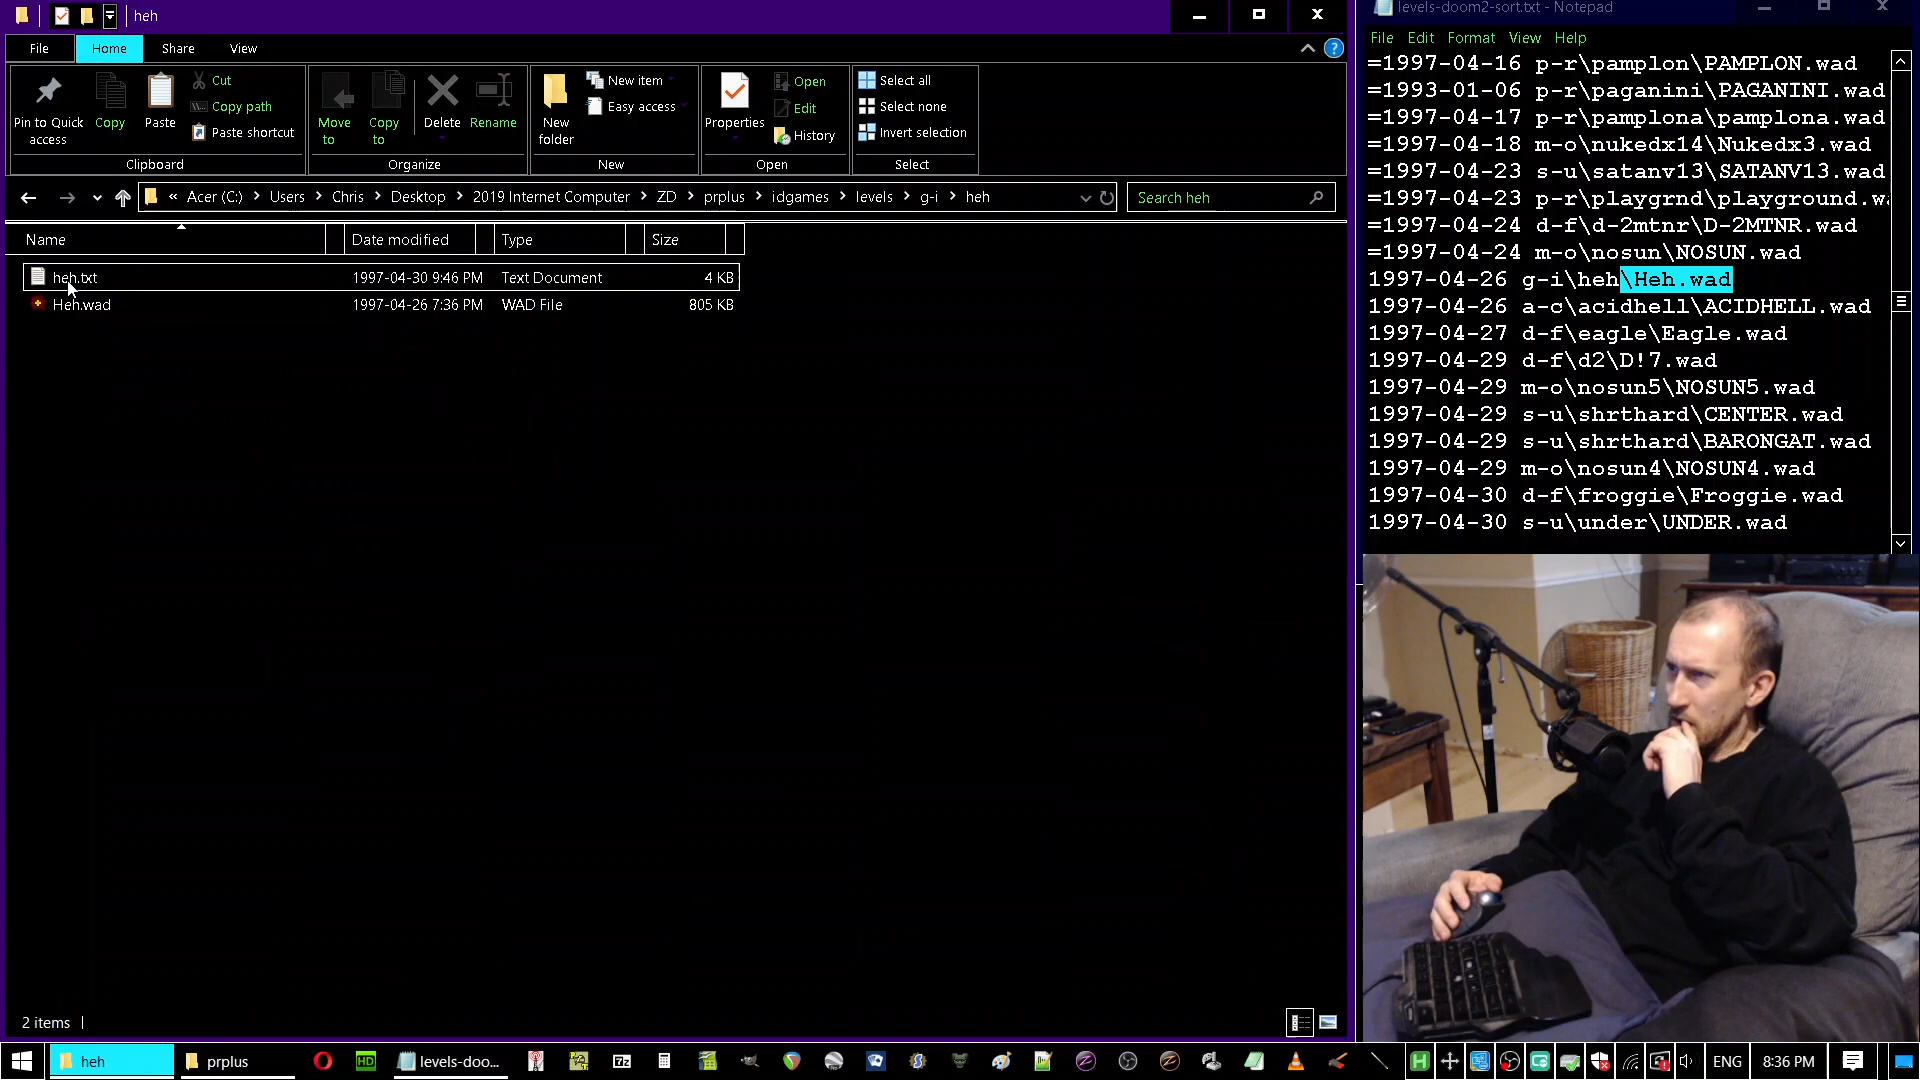 heh
File Home Share View
Pin to Quick access
Copy
Paste
Cut
Copy path
Paste shortcut
Clipboard
Move to
Copy to
Delete
Rename
Organize
New folder
New item
Easy access
New
Properties
Open
Edit
History
Open
Select all
Select none
Invert selection
Select
« Acer (C:) > Users > Chris > Desktop > 2019 Internet Computer > ZD > prplus > idgames > levels > g-i > heh
Search heh
Name Date modified Type Size
heh.txt 1997-04-30 9:46 PM Text Document 4 KB
Heh.wad 1997-04-26 7:36 PM WAD File 805 KB
2 items
levels-doom2-sort.txt - Notepad
File Edit Format View Help
=1997-04-16 p-r\pamplon\PAMPLON.wad
=1993-01-06 p-r\paganini\PAGANINI.wad
=1997-04-17 p-r\pamplona\pamplona.wad
=1997-04-18 m-o\nukedx14\Nukedx3.wad
=1997-04-23 s-u\satanv13\SATANV13.wad
=1997-04-23 p-r\playgrnd\playground.wa
=1997-04-24 d-f\d-2mtnr\D-2MTNR.wad
=1997-04-24 m-o\nosun\NOSUN.wad
1997-04-26 g-i\heh\Heh.wad
1997-04-26 a-c\acidhell\ACIDHELL.wad
1997-04-27 d-f\eagle\Eagle.wad
1997-04-29 d-f\d2\D!7.wad
1997-04-29 m-o\nosun5\NOSUN5.wad
1997-04-29 s-u\shrthard\CENTER.wad
1997-04-29 s-u\shrthard\BARONGAT.wad
1997-04-29 m-o\nosun4\NOSUN4.wad
1997-04-30 d-f\froggie\Froggie.wad
1997-04-30 s-u\under\UNDER.wad
heh prplus HD levels-doo... 7z ENG 8:36 PM